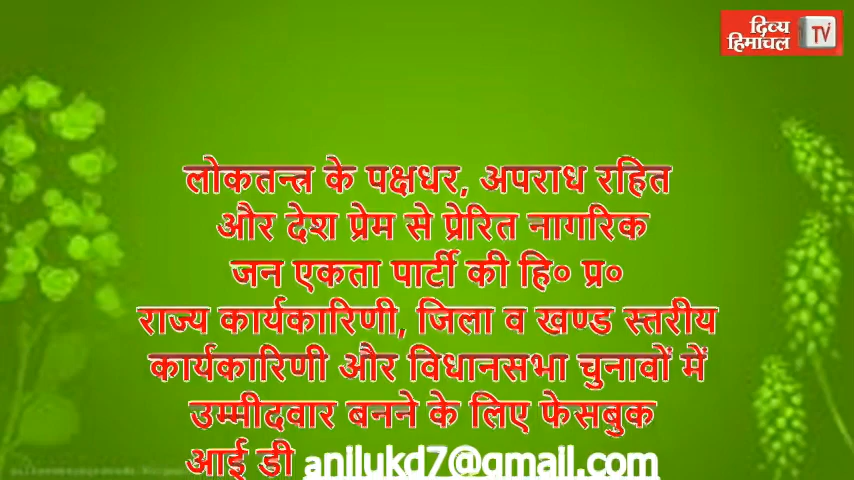 दिव्य
हिमाचल TV
लोकतन्त्र के पक्षधर, अपराध रहित
और देश प्रेम से प्रेरित नागरिक
जन एकता पार्टी की हि० प्र०
राज्य कार्यकारिणी, जिला व खण्ड स्तरीय
कार्यकारिणी और विधानसभा चुनावों में
उम्मीदवार बनने के लिए फेसबुक
आई डी anilukd7@gmail.com